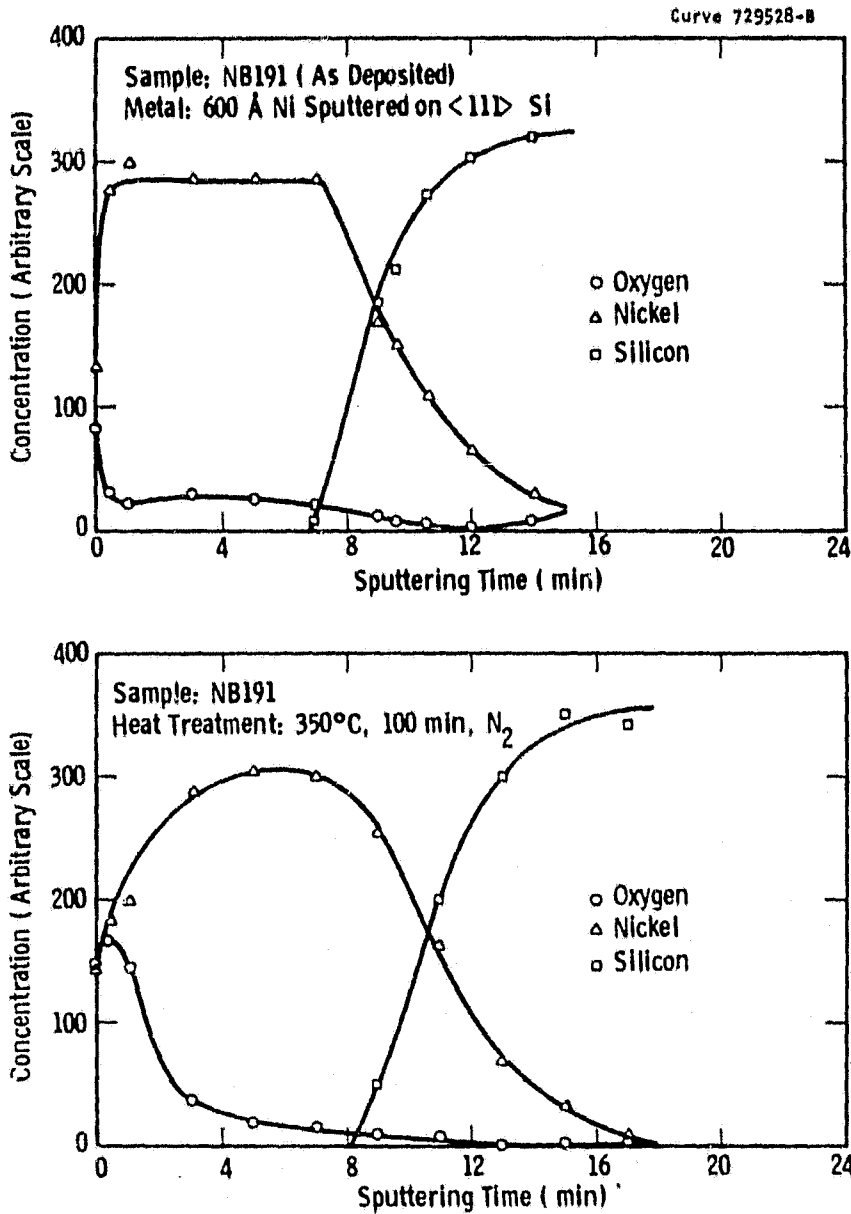 Curve 729528-B
400
300
200
100
0
Concentration ( Arbitrary Scale)
Sample: NB191 ( As Deposited)
Metal: 600 Å Ni Sputtered on <111> Si
Oxygen
Nickel
Silicon
0 4 8 12 16 20 24
Sputtering Time ( min)
400
300
200
100
0
Concentration ( Arbitrary Scale)
Sample: NB191
Heat Treatment: 350°C, 100 min, N2
Oxygen
Nickel
Silicon
0 4 8 12 16 20 24
Sputtering Time ( min)